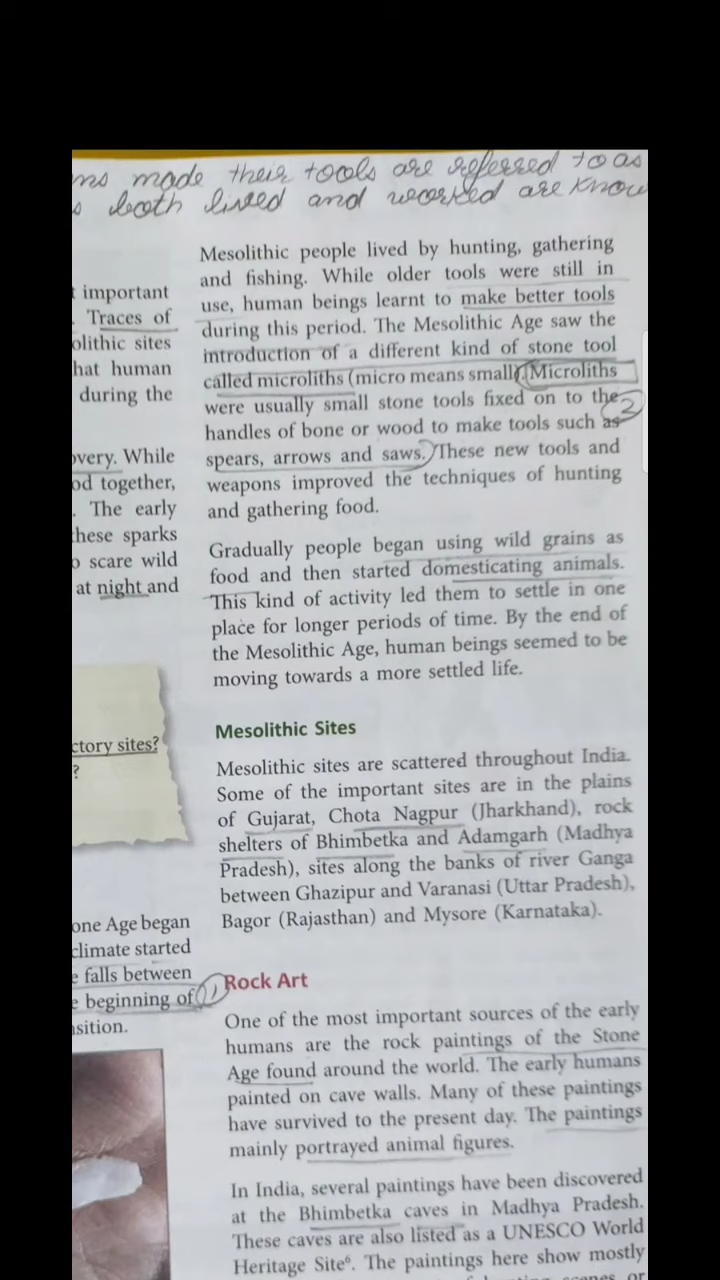 ms made their tools are referred to as
s both lived and worked are know
t important
. Traces of
olithic sites
hat human
during the
overy. While
od together,
. The early
hese sparks
o scare wild
at night and
ctory sites?
?
one Age began
climate started
e falls between
e beginning of
nsition.
Mesolithic people lived by hunting, gathering
and fishing. While older tools were still in
use, human beings learnt to make better tools
during this period. The Mesolithic Age saw the
introduction of a different kind of stone tool
called microliths (micro means small). Microliths
were usually small stone tools fixed on to the
2
handles of bone or wood to make tools such as
spears, arrows and saws. These new tools and
weapons improved the techniques of hunting
and gathering food.
Gradually people began using wild grains as
food and then started domesticating animals.
This kind of activity led them to settle in one
place for longer periods of time. By the end of
the Mesolithic Age, human beings seemed to be
moving towards a more settled life.
Mesolithic Sites
Mesolithic sites are scattered throughout India.
Some of the important sites are in the plains
of Gujarat, Chota Nagpur (Jharkhand), rock
shelters of Bhimbetka and Adamgarh (Madhya
Pradesh), sites along the banks of river Ganga
between Ghazipur and Varanasi (Uttar Pradesh),
Bagor (Rajasthan) and Mysore (Karnataka).
1 Rock Art
One of the most important sources of the early
humans are the rock paintings of the Stone
Age found around the world. The early humans
painted on cave walls. Many of these paintings
have survived to the present day. The paintings
mainly portrayed animal figures.
In India, several paintings have been discovered
at the Bhimbetka caves in Madhya Pradesh.
These caves are also listed as a UNESCO World
Heritage Site⁶. The paintings here show mostly